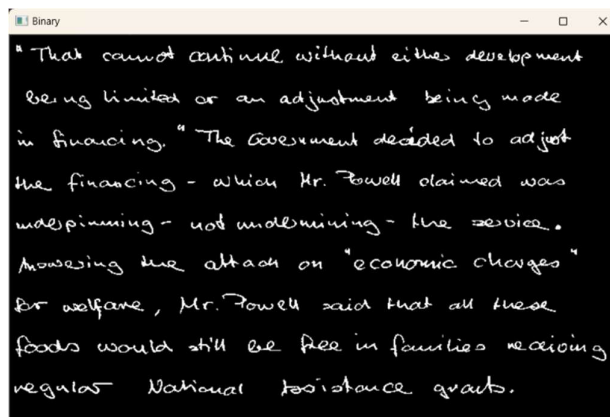 Binary
"That cannot continue without either development
being limited or an adjustment being made
in financing." The Government decided to adjust
the financing - which Mr. Powell claimed was
underpinning - not undermining - the service.
Answering the attack on "economic charges"
for welfare, Mr. Powell said that all these
foods would still be free in families receiving
regular National Assistance grants.